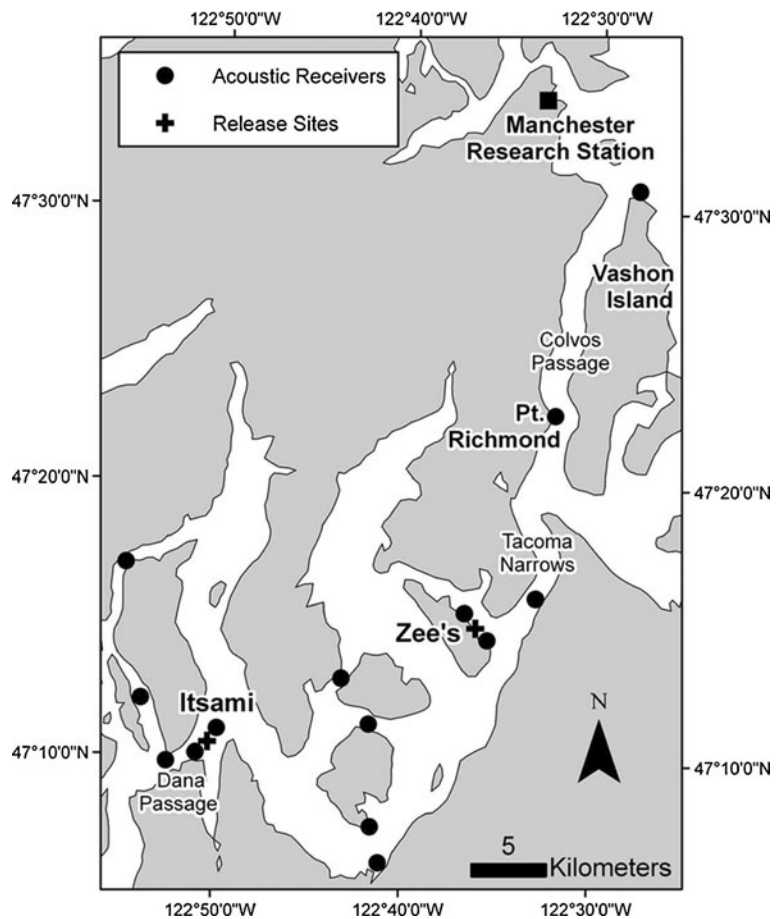 122°50'0"W
122°40'0"W
122°30'0"W
Acoustic Receivers
Release Sites
Manchester
Research Station
47°30'0"N
47°30'0"N
Vashon
Island
Colvos
Passage
Pt.
Richmond
47°20'0"N
47°20'0"N
Tacoma
Narrows
Zee's
Itsami
N
47°10'0"N
47°10'0"N
Dana
Passage
5
Kilometers
122°50'0"W
122°40'0"W
122°30'0"W